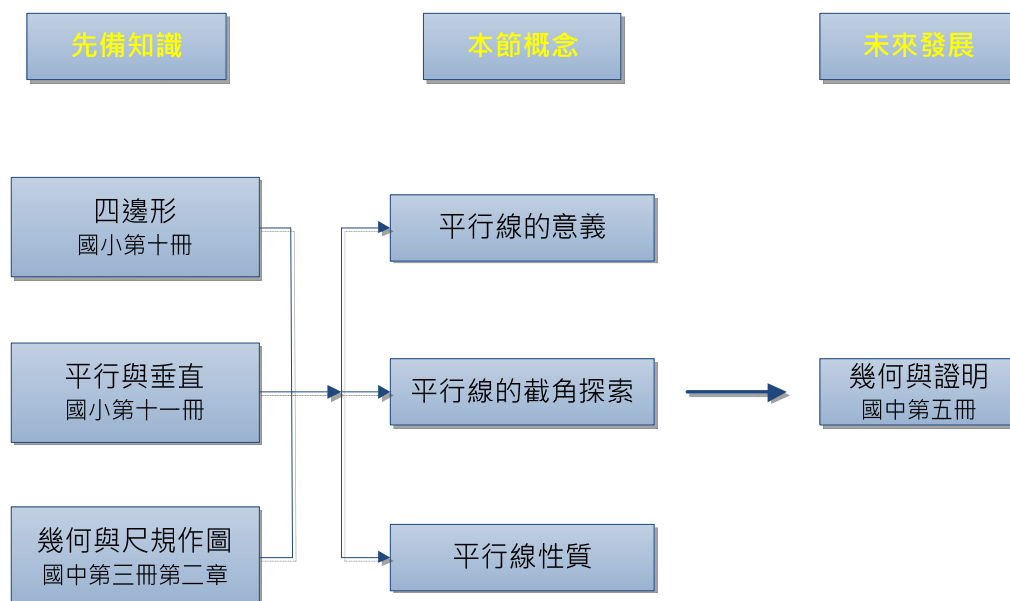 先備知識
本節概念
未來發展
四邊形
國小第十冊
平行線的意義
平行與垂直
國小第十一冊
平行線的截角探索
幾何與證明
國中第五冊
幾何與尺規作圖
國中第三冊第二章
平行線性質